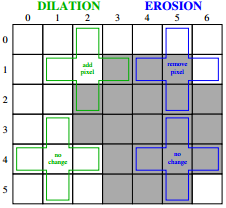 DILATION EROSION
0 1 2 3 4 5 6
0
1
add
pixel
remove
pixel
2
3
4
no
change
no
change
5